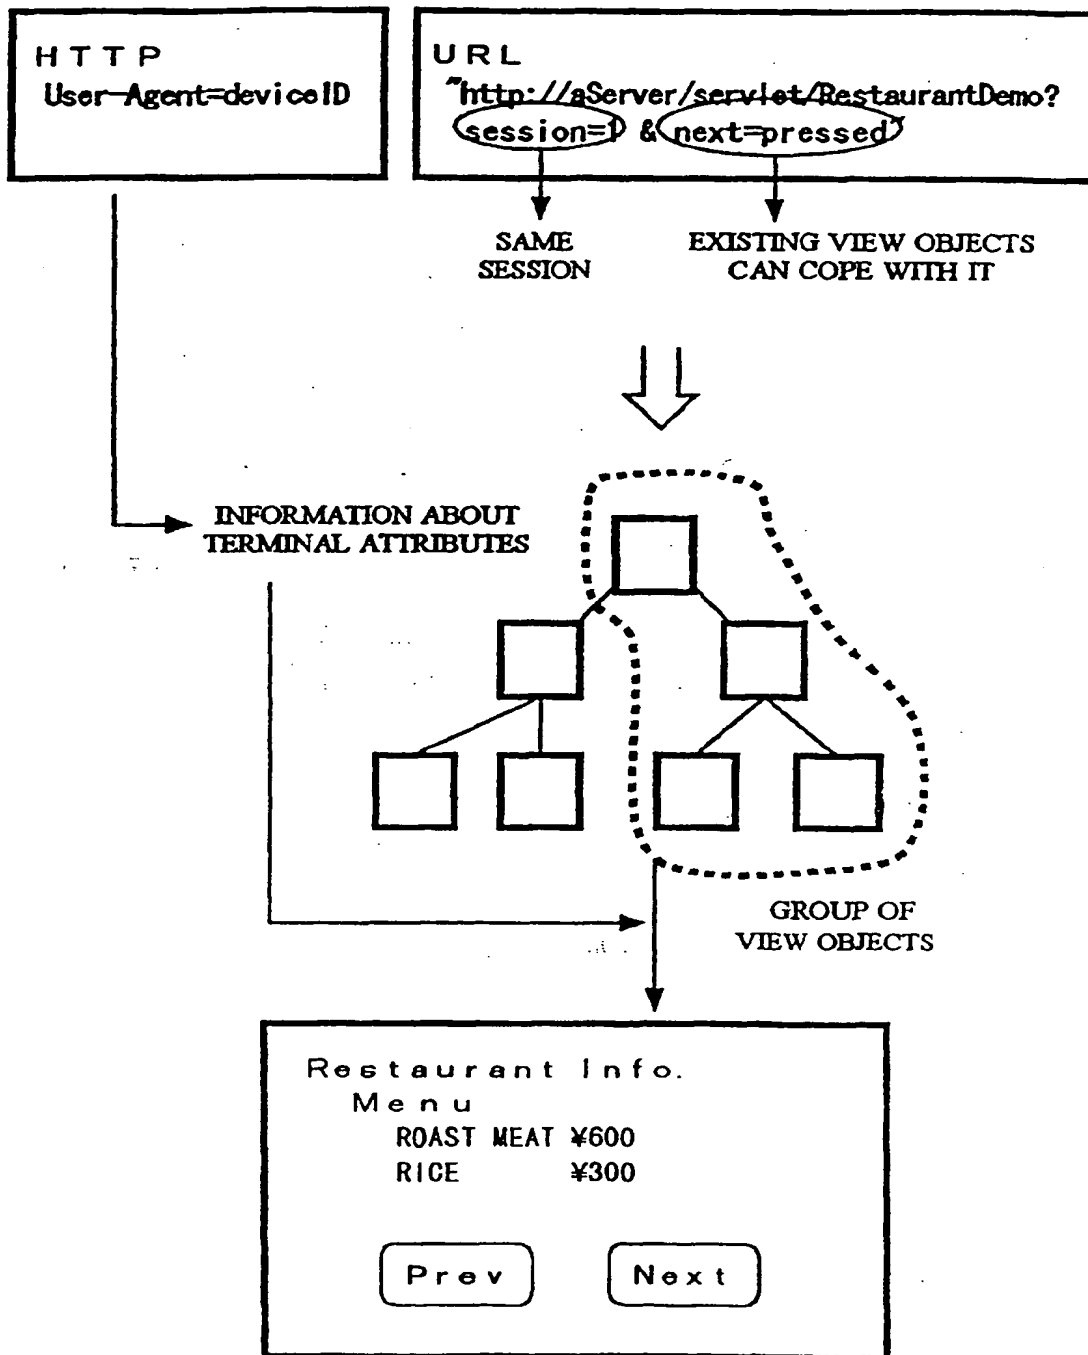 HTTP
User-Agent=deviceID
URL
"http://aServer/servlet/RestaurantDemo?
session=1 & next=pressed"
SAME
SESSION
EXISTING VIEW OBJECTS
CAN COPE WITH IT
INFORMATION ABOUT
TERMINAL ATTRIBUTES
GROUP OF
VIEW OBJECTS
Restaurant Info.
Menu
ROAST MEAT ¥600
RICE ¥300
Prev Next